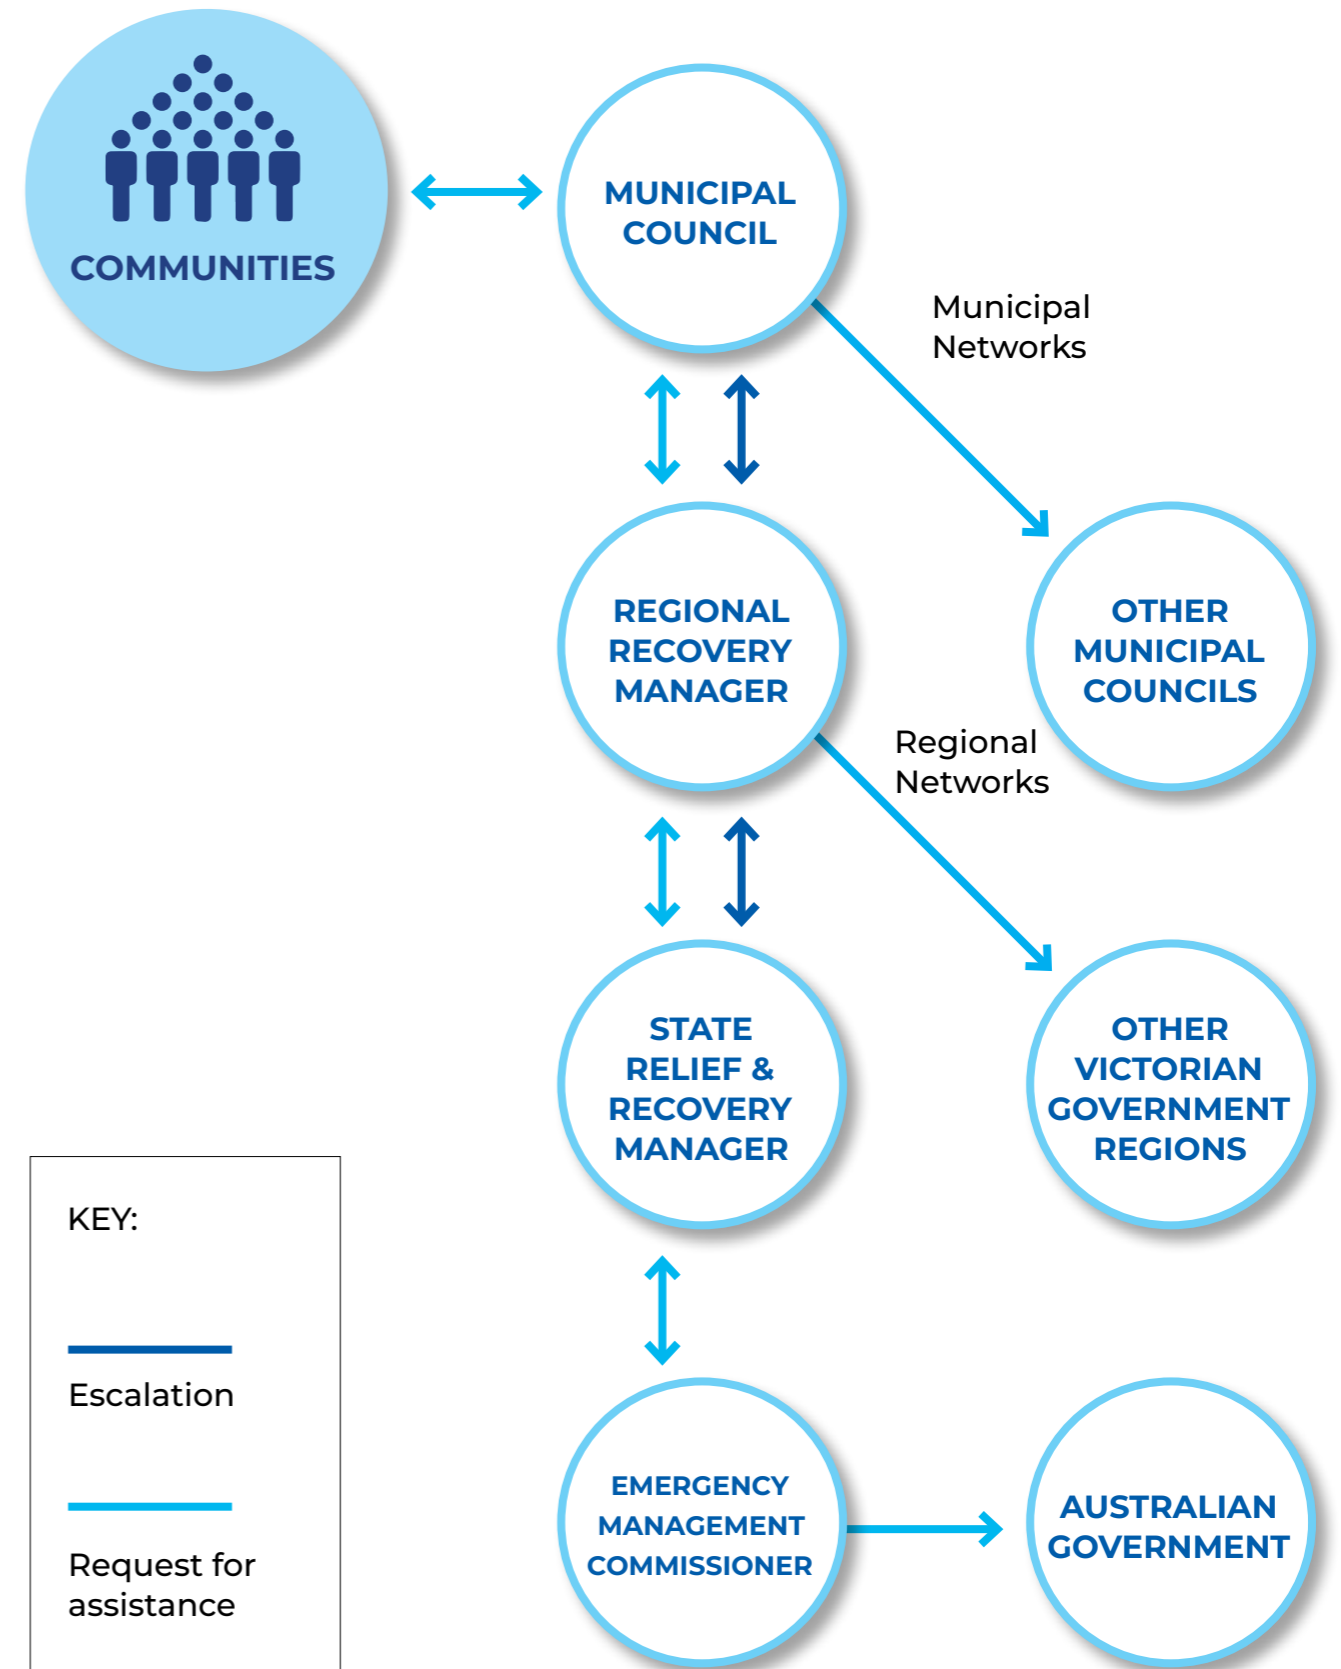 COMMUNITIES
MUNICIPAL
COUNCIL
Municipal
Networks
REGIONAL
RECOVERY
MANAGER
OTHER
MUNICIPAL
COUNCILS
Regional
Networks
STATE
RELIEF &
RECOVERY
MANAGER
OTHER
VICTORIAN
GOVERNMENT
REGIONS
KEY:
Escalation
Request for
assistance
EMERGENCY
MANAGEMENT
COMMISSIONER
AUSTRALIAN
GOVERNMENT